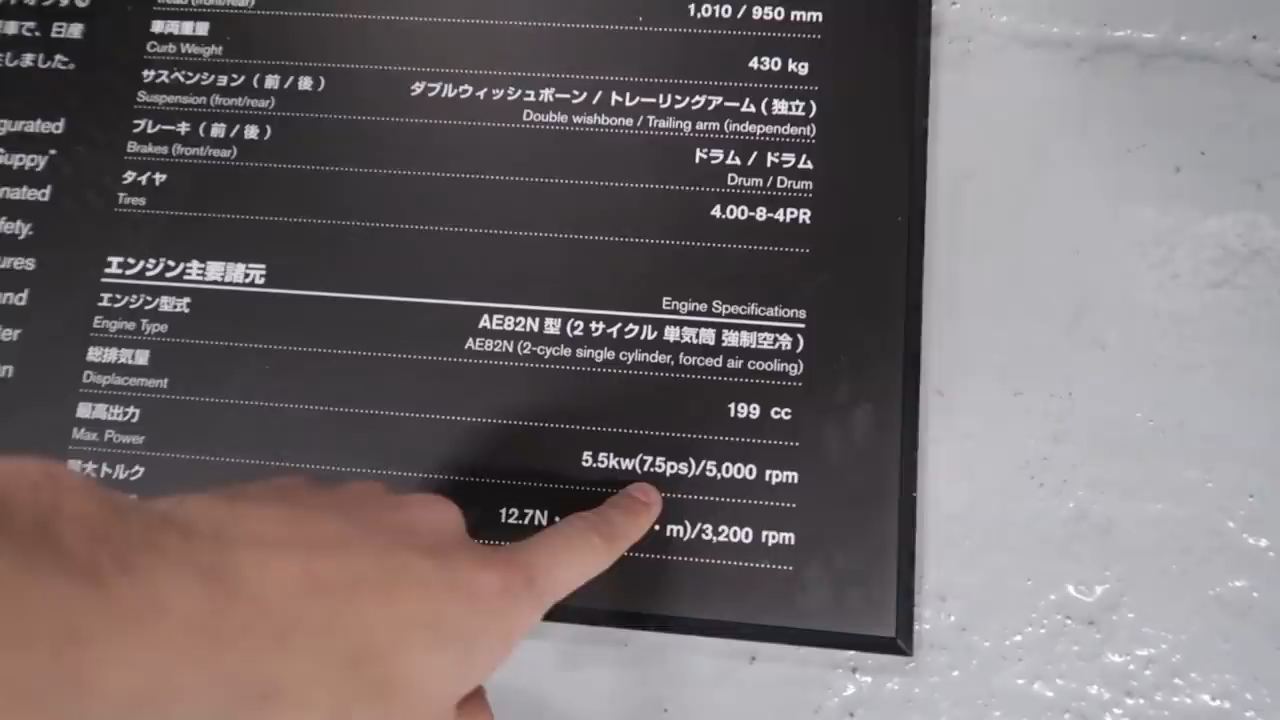 車で、日産
しました。
gurated
Guppy"
nated
fety.
ures
and
ter
an
Tread (front/rear)
1,010 / 950 mm
車両重量
Curb Weight
430 kg
サスペンション ( 前 / 後 )
Suspension (front/rear)
ダブルウィッシュボーン / トレーリングアーム ( 独立 )
Double wishbone / Trailing arm (independent)
ブレーキ ( 前 / 後 )
Brakes (front/rear)
ドラム / ドラム
Drum / Drum
タイヤ
Tires
4.00-8-4PR
エンジン主要諸元
Engine Specifications
エンジン型式
Engine Type
AE82N 型 (2 サイクル 単気筒 強制空冷 )
AE82N (2-cycle single cylinder, forced air cooling)
総排気量
Displacement
199 cc
最高出力
Max. Power
5.5kw(7.5ps)/5,000 rpm
最大トルク
12.7N・ ・m)/3,200 rpm